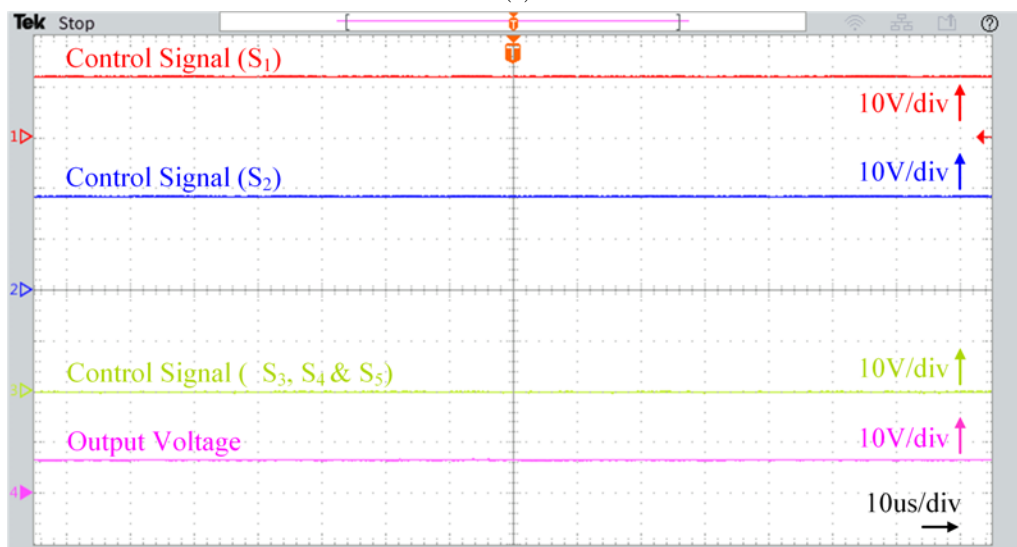 Tek Stop
T
T
Control Signal (S₁)
10V/div
1
Control Signal (S₂)
10V/div
2
Control Signal ( S₃, S₄ & S₅)
10V/div
3
Output Voltage
10V/div
4
10us/div